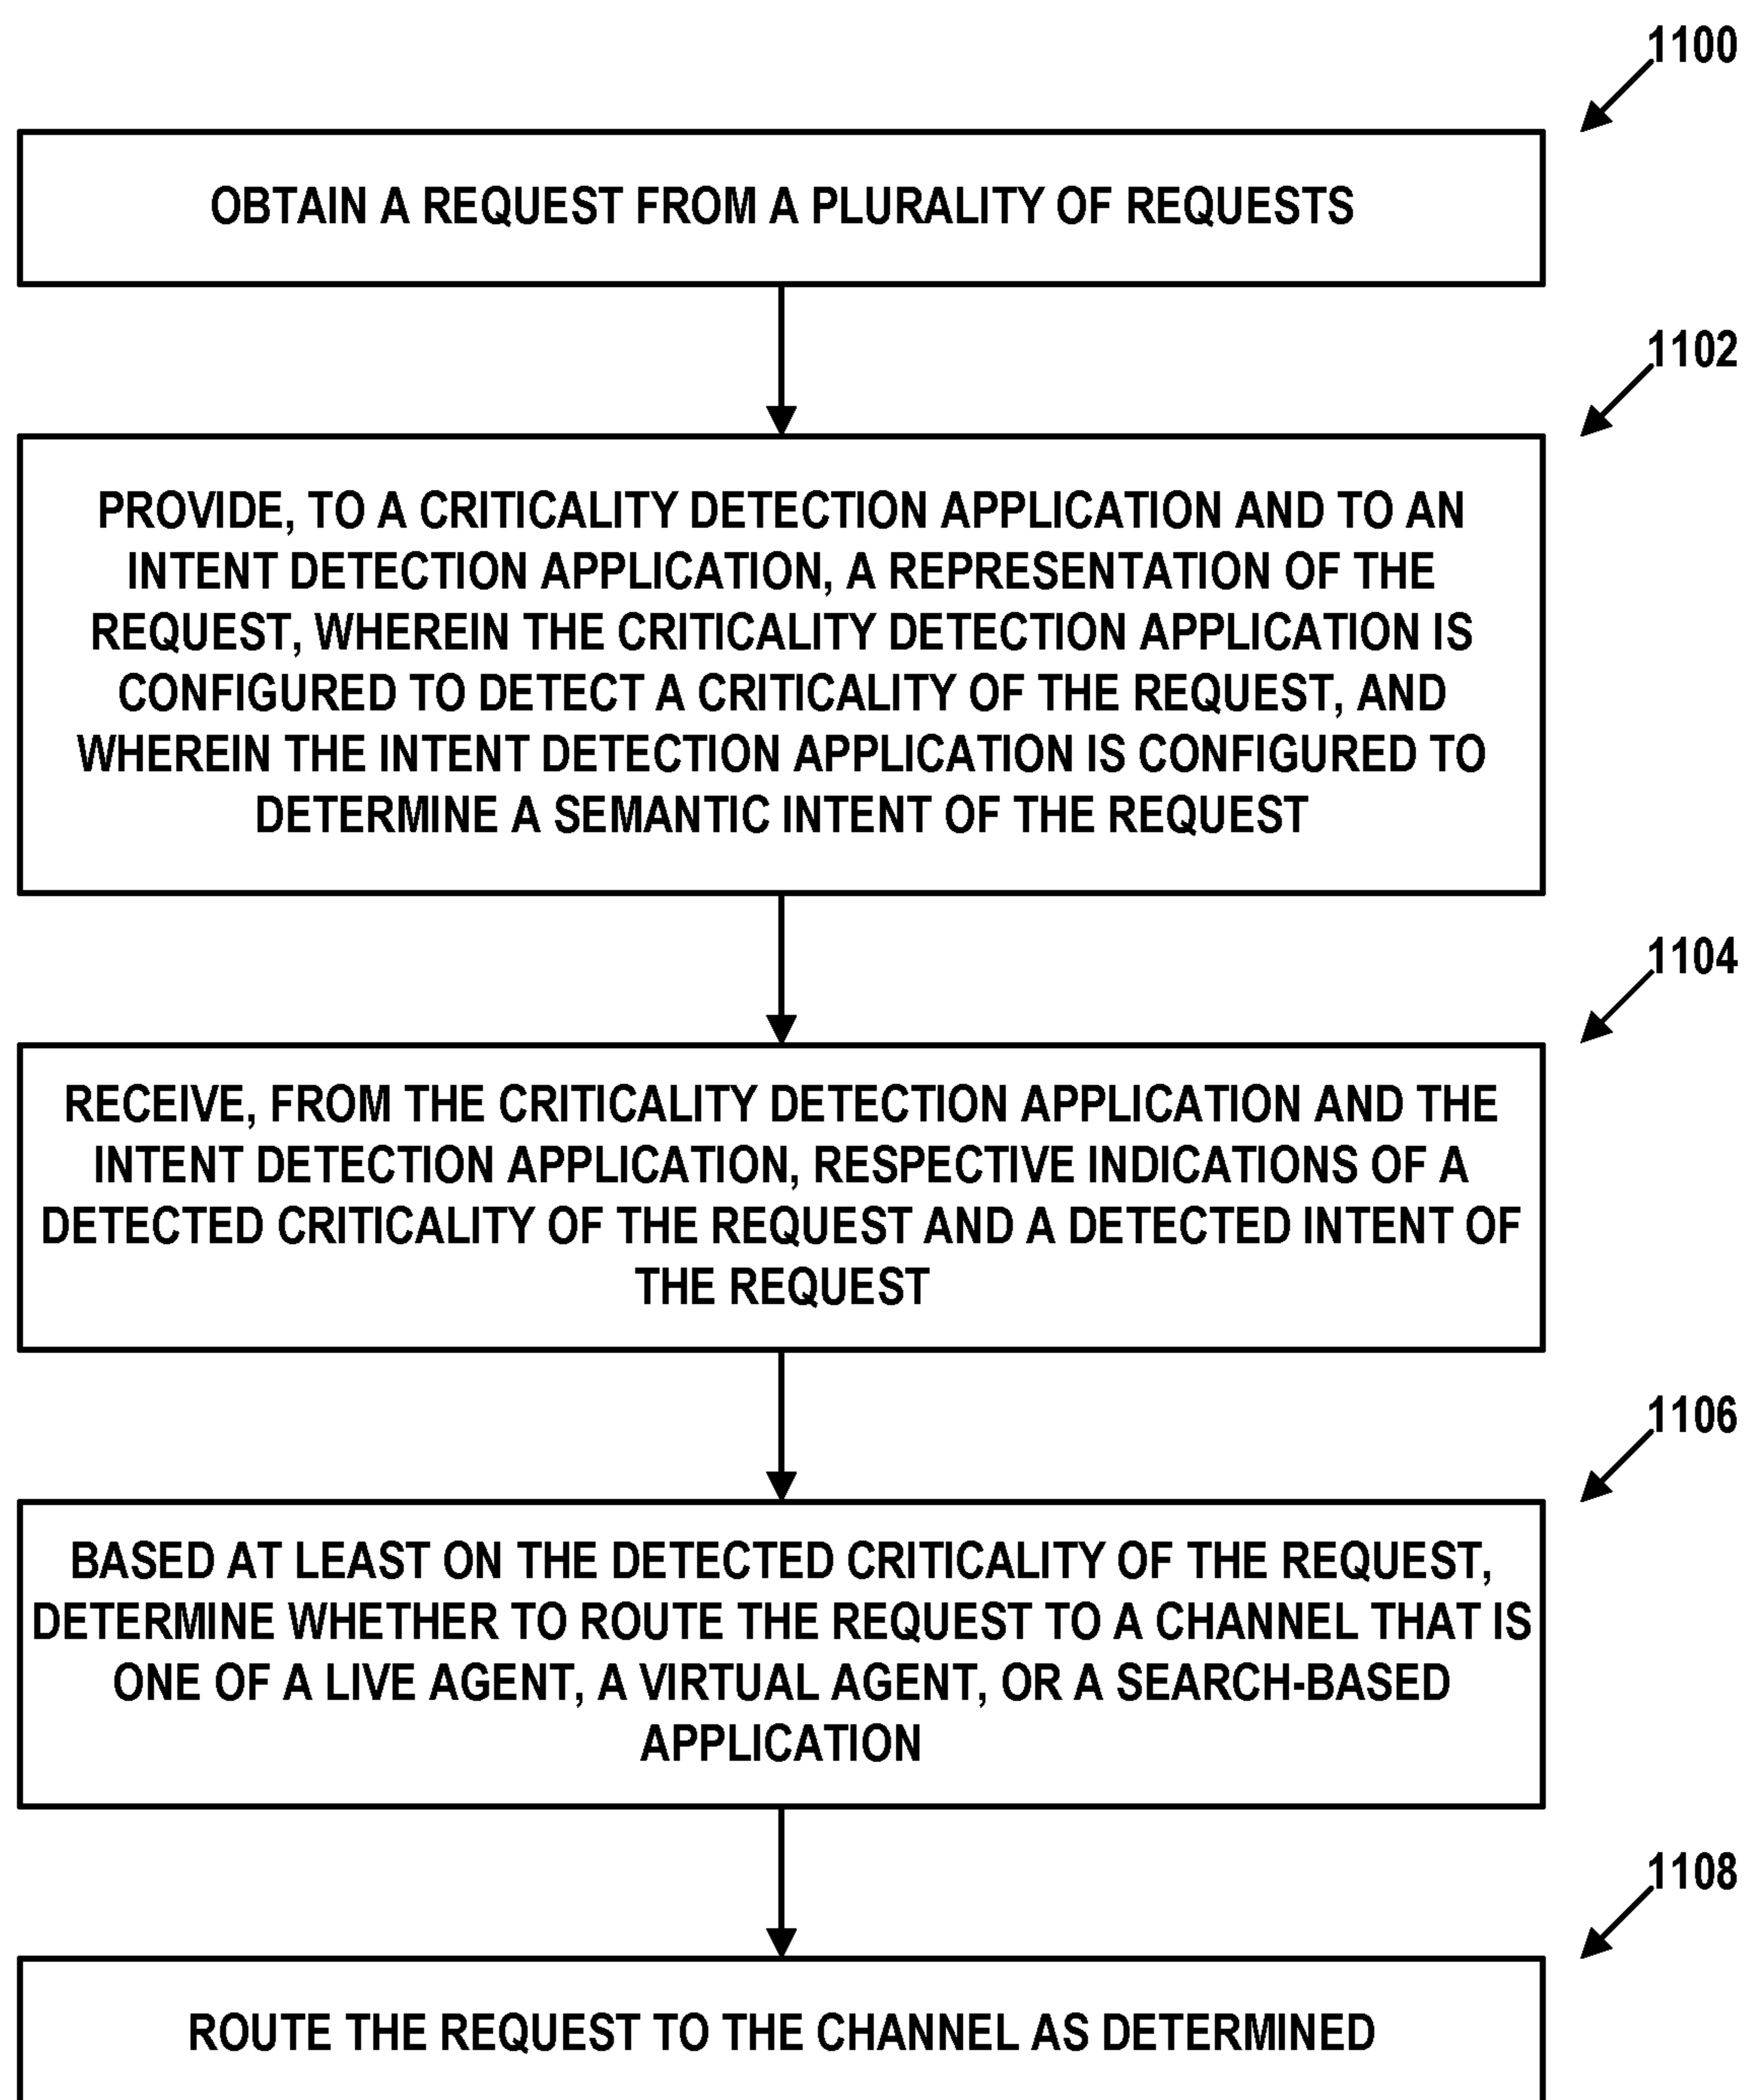 1100
OBTAIN A REQUEST FROM A PLURALITY OF REQUESTS
1102
PROVIDE, TO A CRITICALITY DETECTION APPLICATION AND TO AN
INTENT DETECTION APPLICATION, A REPRESENTATION OF THE
REQUEST, WHEREIN THE CRITICALITY DETECTION APPLICATION IS
CONFIGURED TO DETECT A CRITICALITY OF THE REQUEST, AND
WHEREIN THE INTENT DETECTION APPLICATION IS CONFIGURED TO
DETERMINE A SEMANTIC INTENT OF THE REQUEST
1104
RECEIVE, FROM THE CRITICALITY DETECTION APPLICATION AND THE
INTENT DETECTION APPLICATION, RESPECTIVE INDICATIONS OF A
DETECTED CRITICALITY OF THE REQUEST AND A DETECTED INTENT OF
THE REQUEST
1106
BASED AT LEAST ON THE DETECTED CRITICALITY OF THE REQUEST,
DETERMINE WHETHER TO ROUTE THE REQUEST TO A CHANNEL THAT IS
ONE OF A LIVE AGENT, A VIRTUAL AGENT, OR A SEARCH-BASED
APPLICATION
1108
ROUTE THE REQUEST TO THE CHANNEL AS DETERMINED